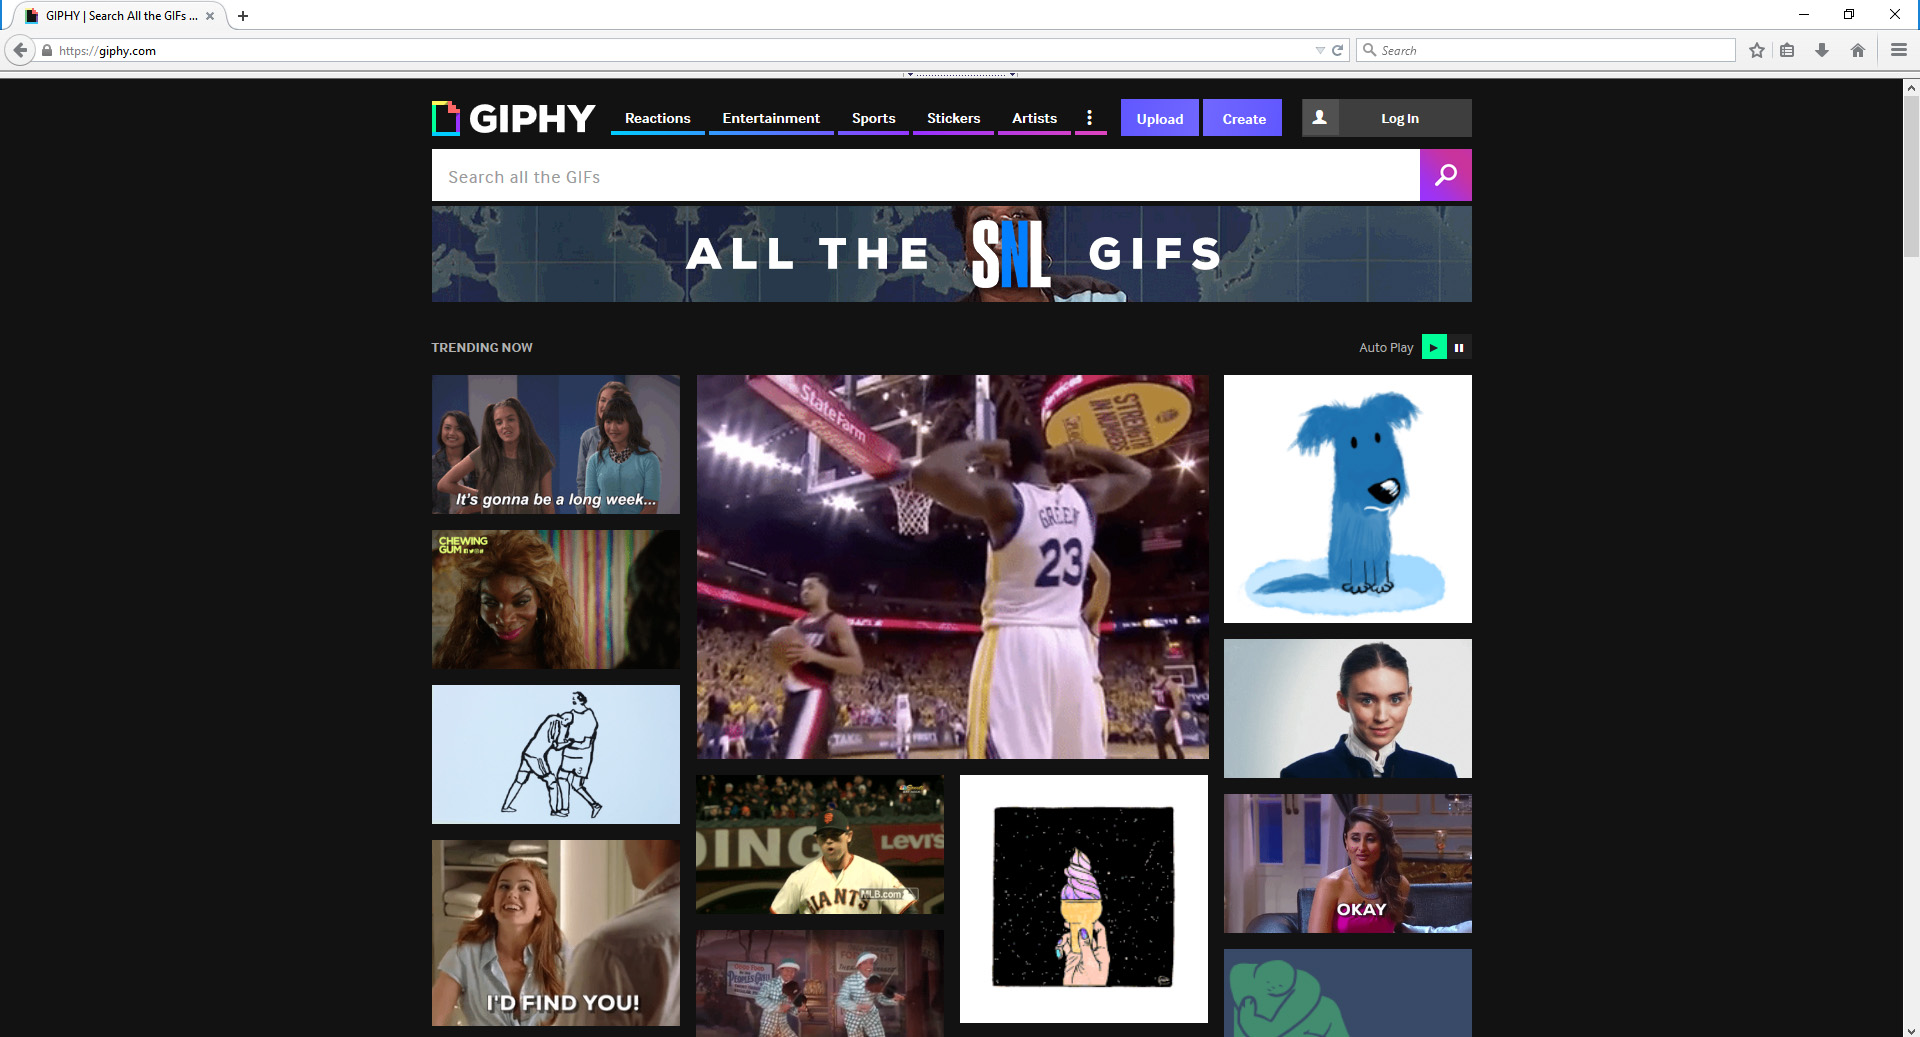 GIPHY | Search All the GIFs ...
https://giphy.com
Search
GIPHY
Reactions
Entertainment
Sports
Stickers
Artists
Upload
Create
Log In
Search all the GIFs
ALL THE SNL GIFS
TRENDING NOW
Auto Play
It's gonna be a long week...
StateFarm
STRENGTH
IN NUMBERS
GREEN
23
CHEWING
GUM
DING
LEVI'S
GIANTS
MLB.com
OKAY
I'D FIND YOU!